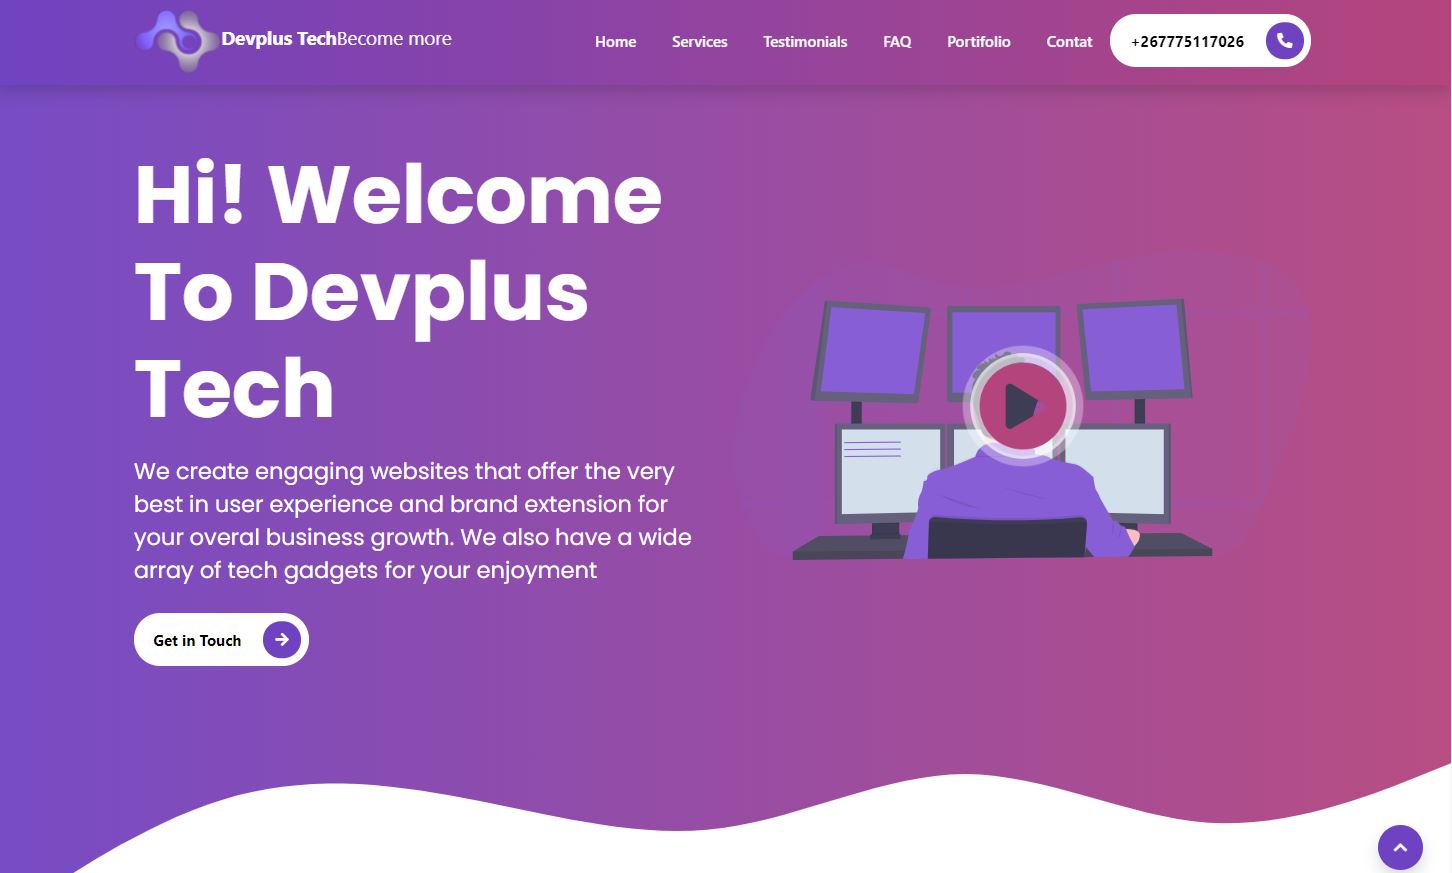 Devplus TechBecome more
Home
Services
Testimonials
FAQ
Portifolio
Contat
+267775117026
Hi! Welcome
To Devplus
Tech
We create engaging websites that offer the very
best in user experience and brand extension for
your overal business growth. We also have a wide
array of tech gadgets for your enjoyment
Get in Touch